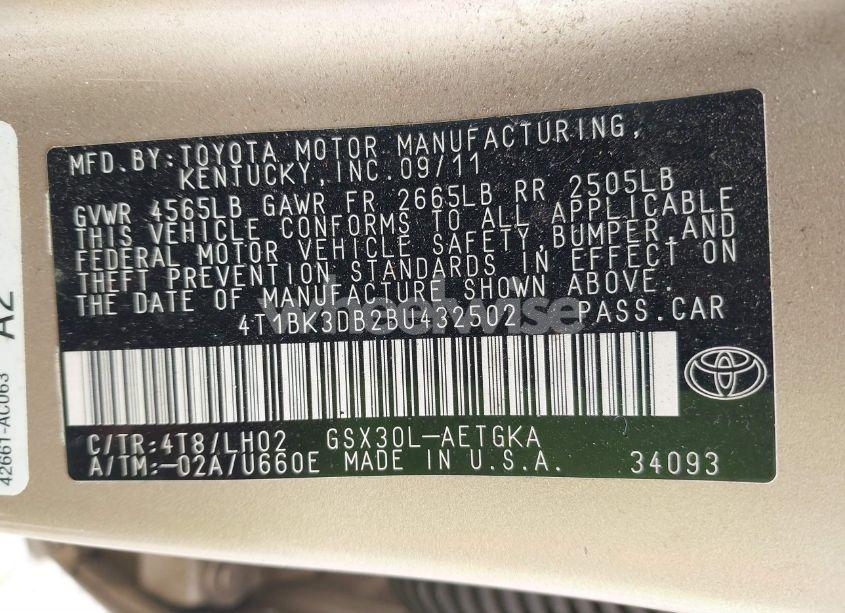 MFD.BY:TOYOTA MOTOR MANUFACTURING,
KENTUCKY,INC.09/11
GVWR 4565LB GAWR FR 2665LB RR 2505LB
THIS VEHICLE CONFORMS TO ALL APPLICABLE
FEDERAL MOTOR VEHICLE SAFETY,BUMPER,AND
THEFT PREVENTION STANDARDS IN EFFECT ON
THE DATE OF MANUFACTURE SHOWN ABOVE.
4T1BK3DB2BU432502 PASS.CAR
wheelwise
C/TR:4T8/LH02 GSX30L-AETGKA
A/TM:-02A/U660E MADE IN U.S.A. 34093
42661-AC063 A2